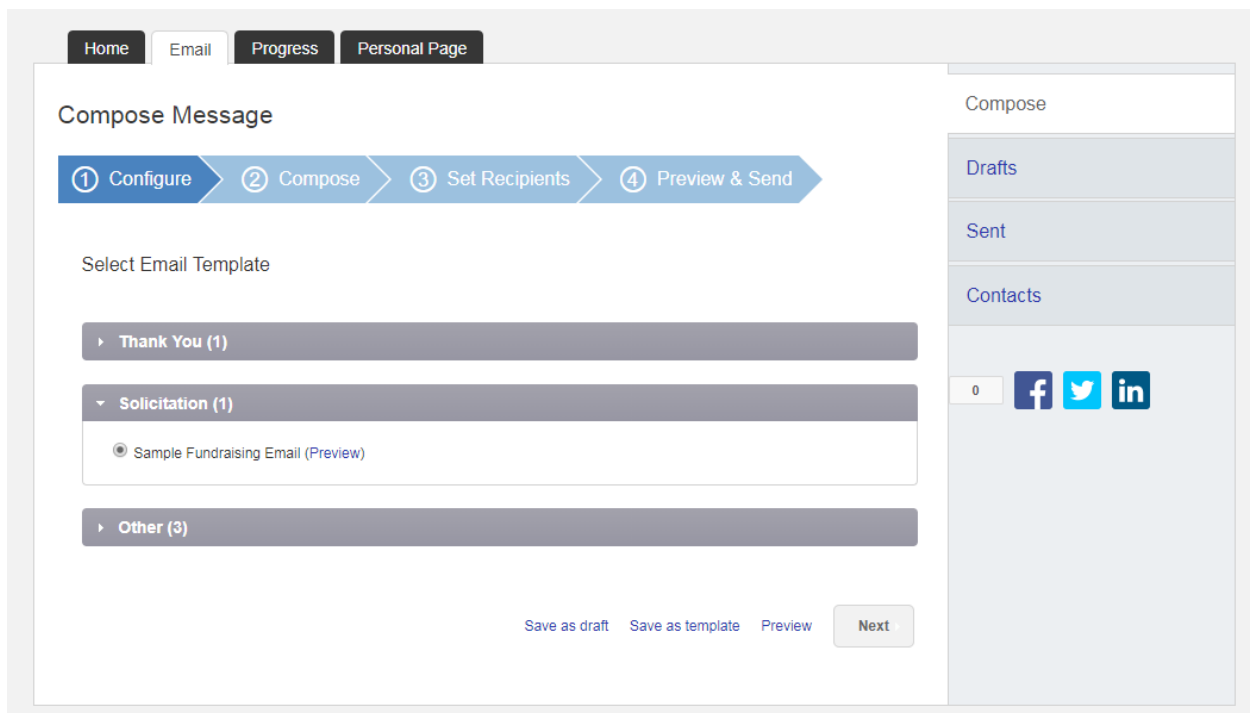 Home Email Progress Personal Page
Compose Message
1 Configure 2 Compose 3 Set Recipients 4 Preview & Send
Select Email Template
Thank You (1)
Solicitation (1)
Sample Fundraising Email (Preview)
Other (3)
Save as draft Save as template Preview Next
Compose
Drafts
Sent
Contacts
0 f in